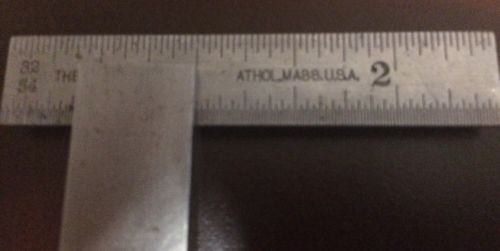 32 THE ATHOL, MASS. U.S.A. 2
64